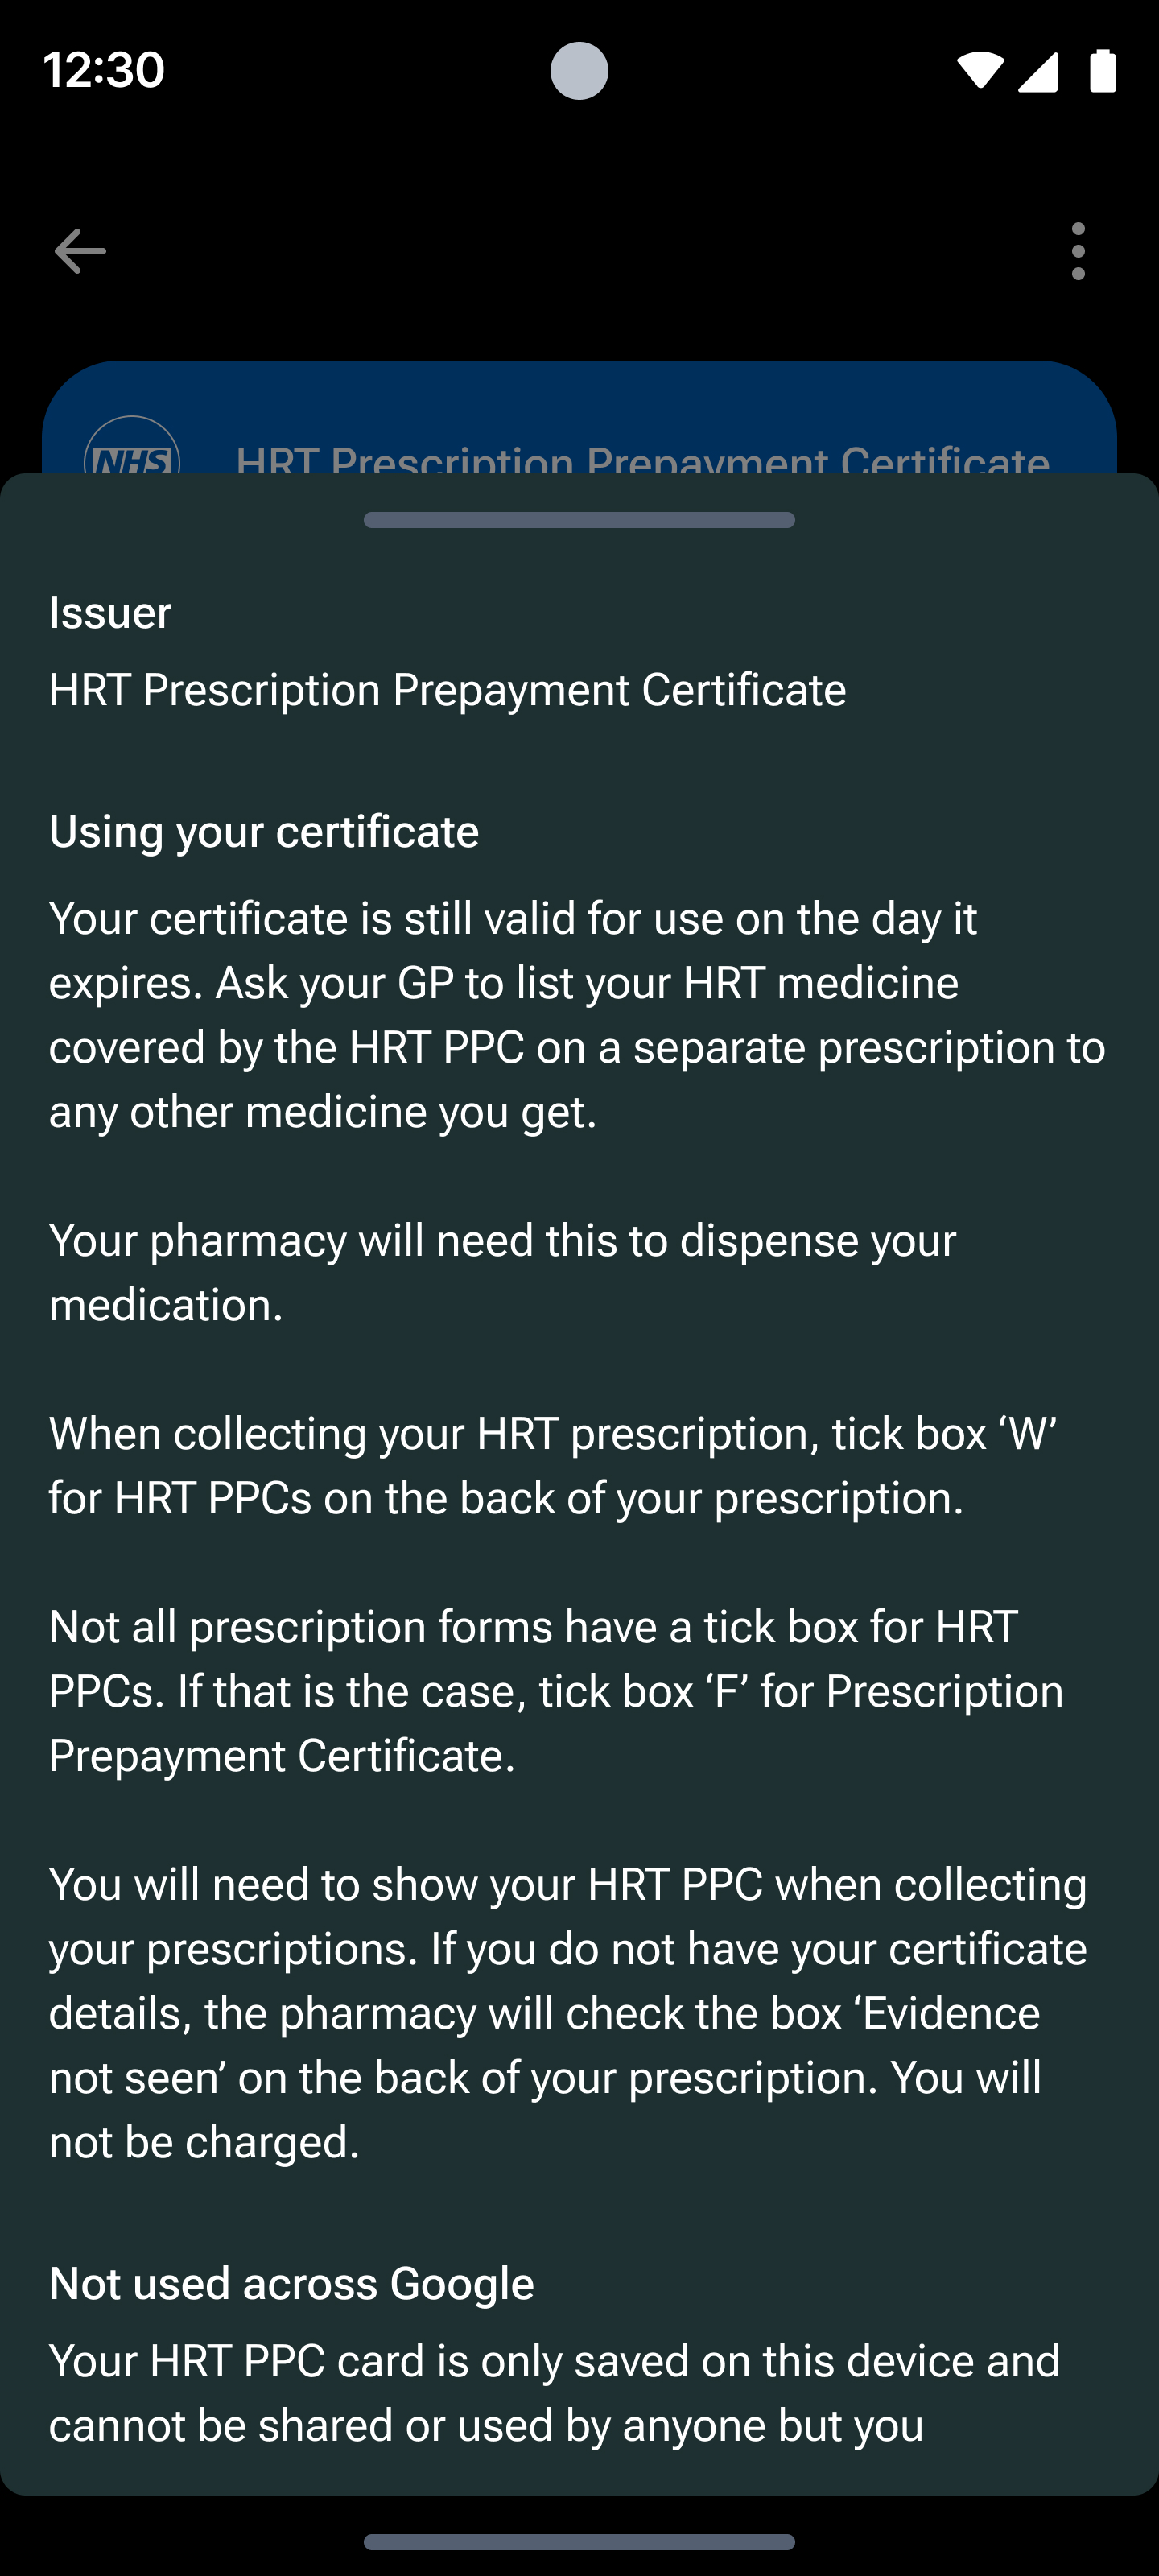 12:30
NHS
HRT Prescription Prepayment Certificate
Issuer
HRT Prescription Prepayment Certificate
Using your certificate
Your certificate is still valid for use on the day it
expires. Ask your GP to list your HRT medicine
covered by the HRT PPC on a separate prescription to
any other medicine you get.
Your pharmacy will need this to dispense your
medication.
When collecting your HRT prescription, tick box ‘W’
for HRT PPCs on the back of your prescription.
Not all prescription forms have a tick box for HRT
PPCs. If that is the case, tick box ‘F’ for Prescription
Prepayment Certificate.
You will need to show your HRT PPC when collecting
your prescriptions. If you do not have your certificate
details, the pharmacy will check the box ‘Evidence
not seen’ on the back of your prescription. You will
not be charged.
Not used across Google
Your HRT PPC card is only saved on this device and
cannot be shared or used by anyone but you